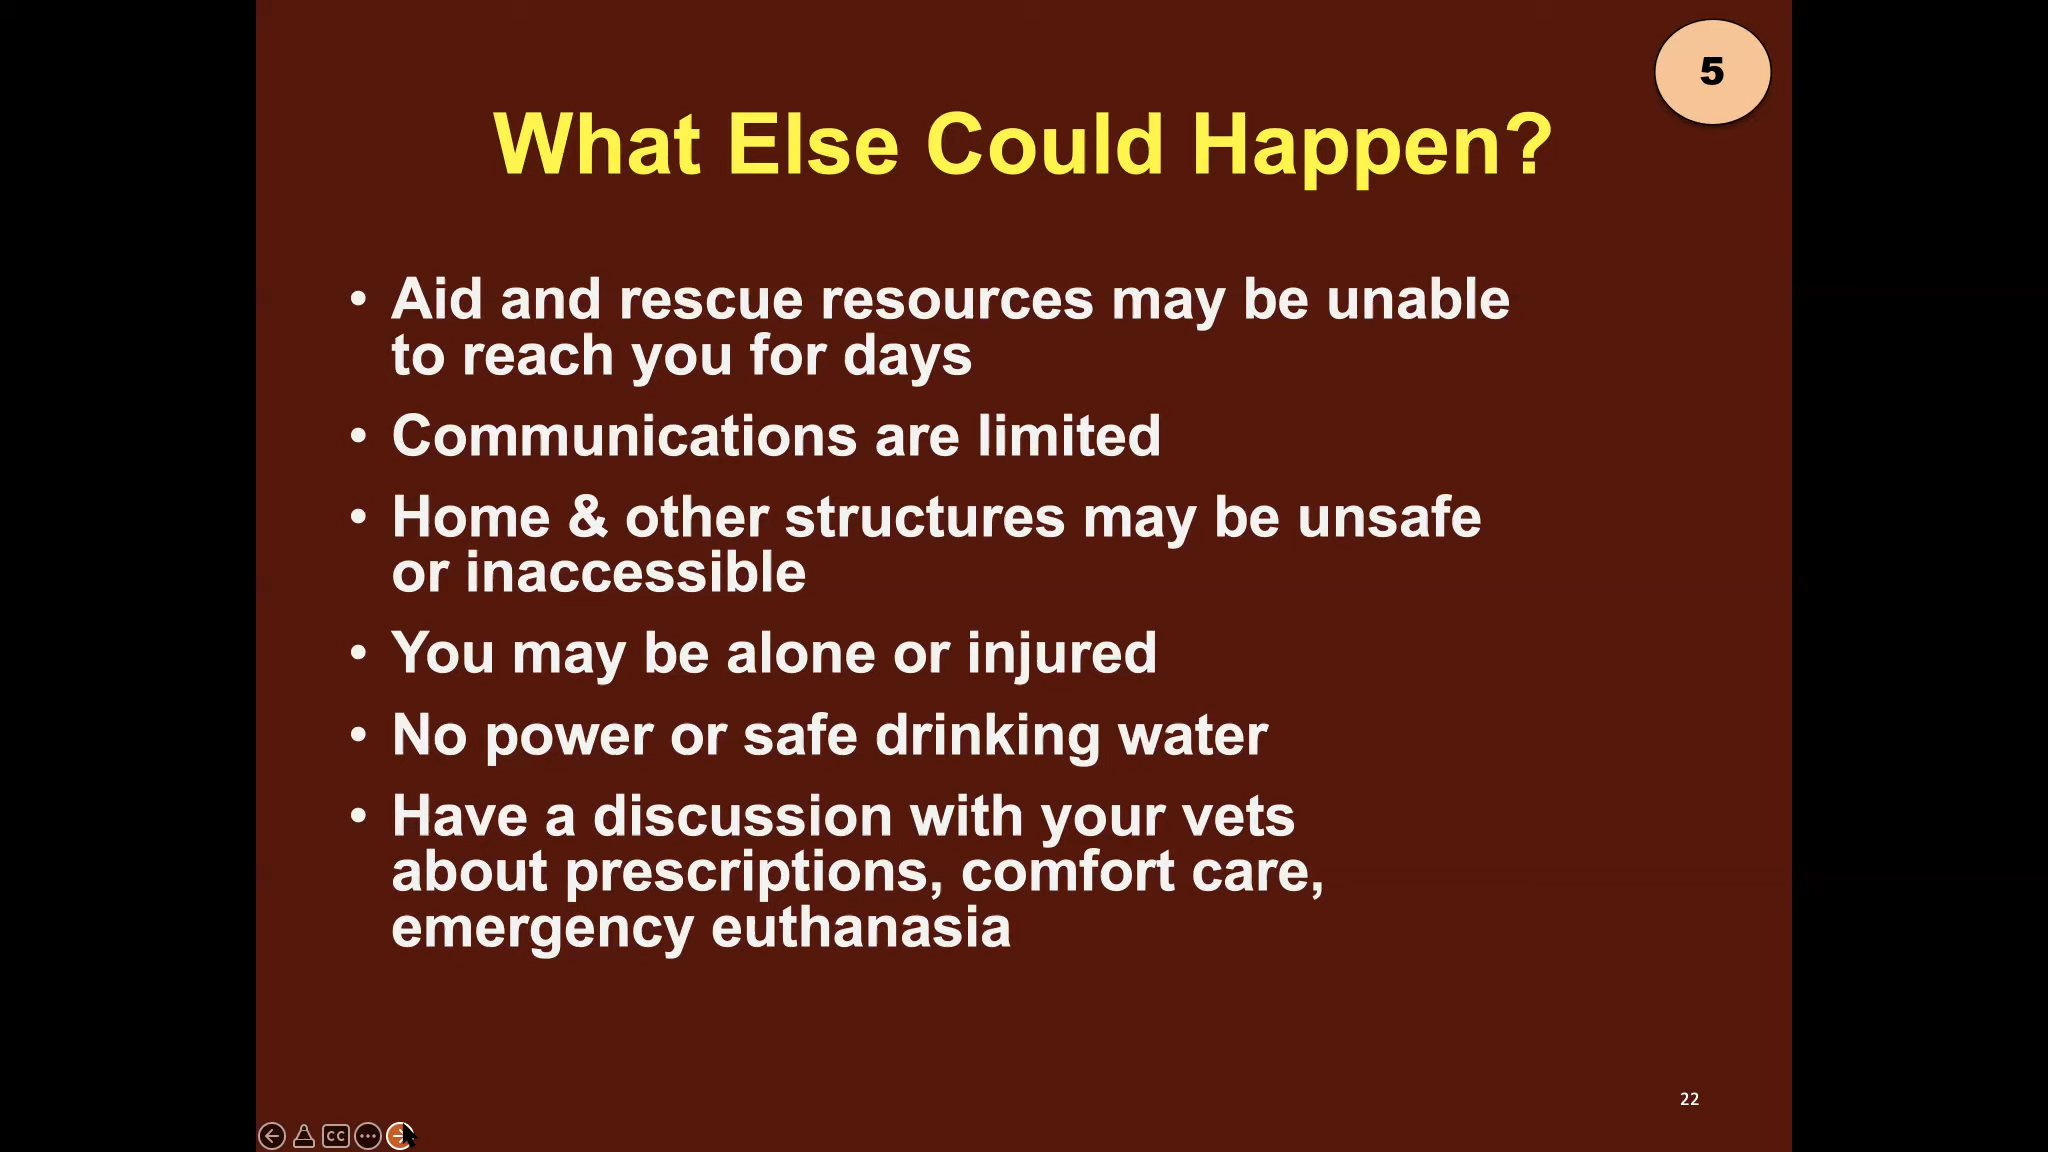 5
What Else Could Happen?
• Aid and rescue resources may be unable
to reach you for days
• Communications are limited
• Home & other structures may be unsafe
or inaccessible
• You may be alone or injured
• No power or safe drinking water
• Have a discussion with your vets
about prescriptions, comfort care,
emergency euthanasia
22
CC